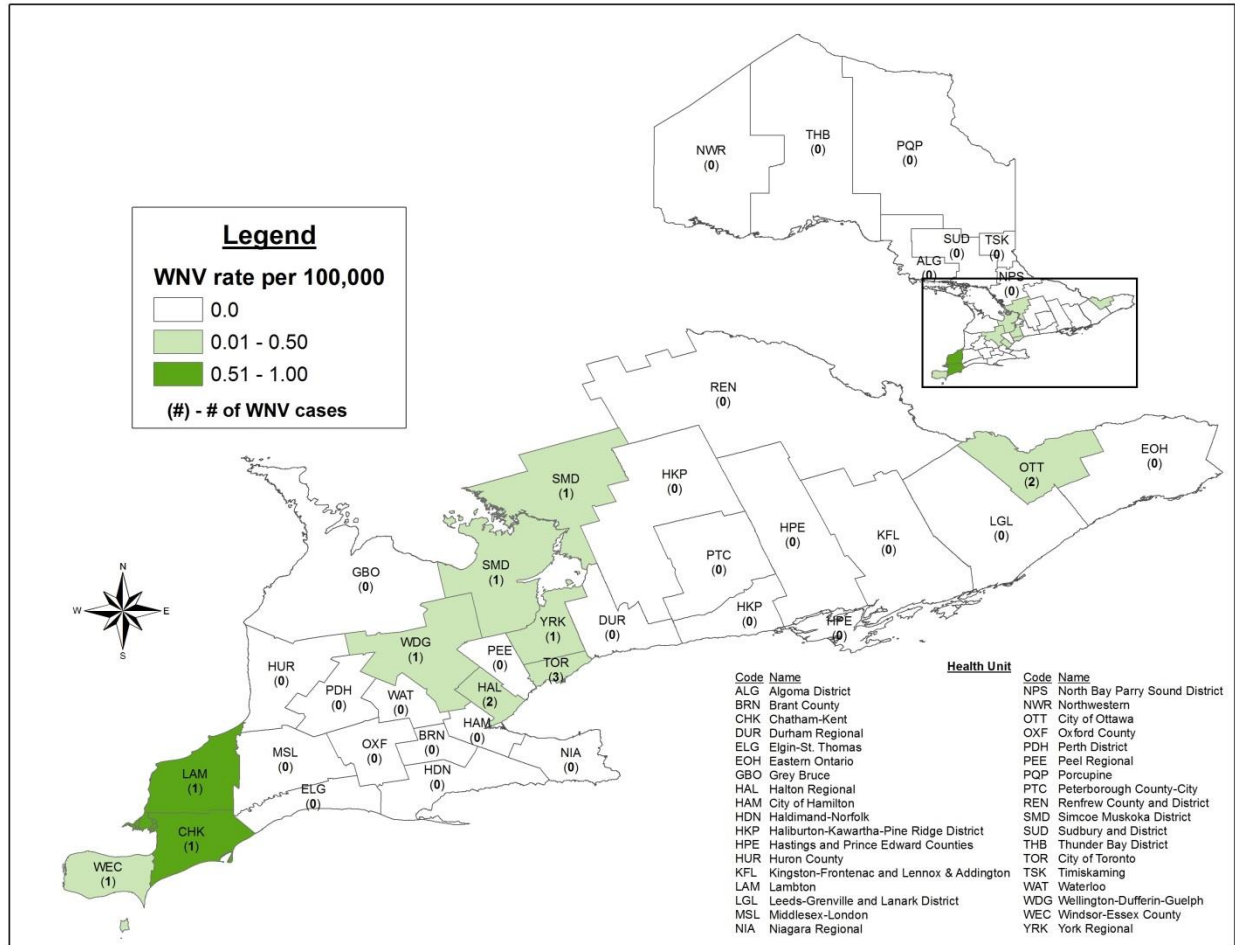 NWR
(0)
THB
(0)
PQP
(0)
SUD
(0)
TSK
(0)
ALG
(0)
NPS
(0)
Legend
WNV rate per 100,000
0.0
0.01 - 0.50
0.51 - 1.00
(#) - # of WNV cases
REN
(0)
SMD
(1)
HKP
(0)
OTT
(2)
EOH
(0)
HPE
(0)
KFL
(0)
LGL
(0)
PTC
(0)
GBO
(0)
SMD
(1)
N
W
E
S
YRK
(1)
DUR
(0)
HKP
(0)
HPE
(0)
WDG
(1)
PEE
(0)
TOR
(3)
HUR
(0)
PDH
(0)
WAT
(0)
HAL
(2)
HAM
(0)
BRN
(0)
OXF
(0)
MSL
(0)
NIA
(0)
HDN
(0)
ELG
(0)
LAM
(1)
CHK
(1)
WEC
(1)
Health Unit
Code Name
ALG Algoma District
BRN Brant County
CHK Chatham-Kent
DUR Durham Regional
ELG Elgin-St. Thomas
EOH Eastern Ontario
GBO Grey Bruce
HAL Halton Regional
HAM City of Hamilton
HDN Haldimand-Norfolk
HKP Haliburton-Kawartha-Pine Ridge District
HPE Hastings and Prince Edward Counties
HUR Huron County
KFL Kingston-Frontenac and Lennox & Addington
LAM Lambton
LGL Leeds-Grenville and Lanark District
MSL Middlesex-London
NIA Niagara Regional
Code Name
NPS North Bay Parry Sound District
NWR Northwestern
OTT City of Ottawa
OXF Oxford County
PDH Perth District
PEE Peel Regional
PQP Porcupine
PTC Peterborough County-City
REN Renfrew County and District
SMD Simcoe Muskoka District
SUD Sudbury and District
THB Thunder Bay District
TOR City of Toronto
TSK Timiskaming
WAT Waterloo
WDG Wellington-Dufferin-Guelph
WEC Windsor-Essex County
YRK York Regional